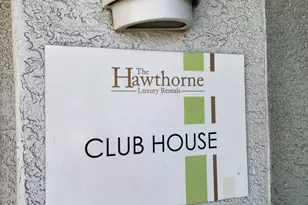 The
Hawthorne
Luxury Rentals
CLUB HOUSE